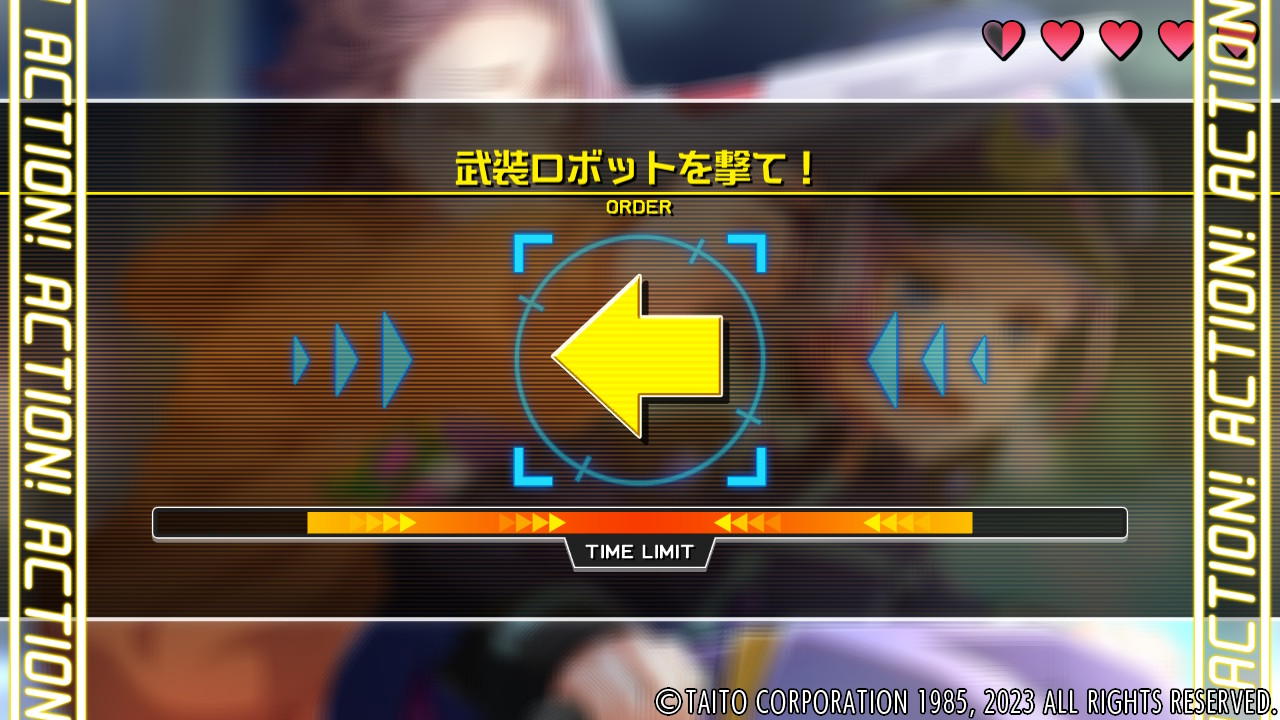 武装ロボットを撃て！
ORDER
TIME LIMIT
ACTION! ACTION! ACTION
ACTION! ACTION! ACTION
©TAITO CORPORATION 1985, 2023 ALL RIGHTS RESERVED.